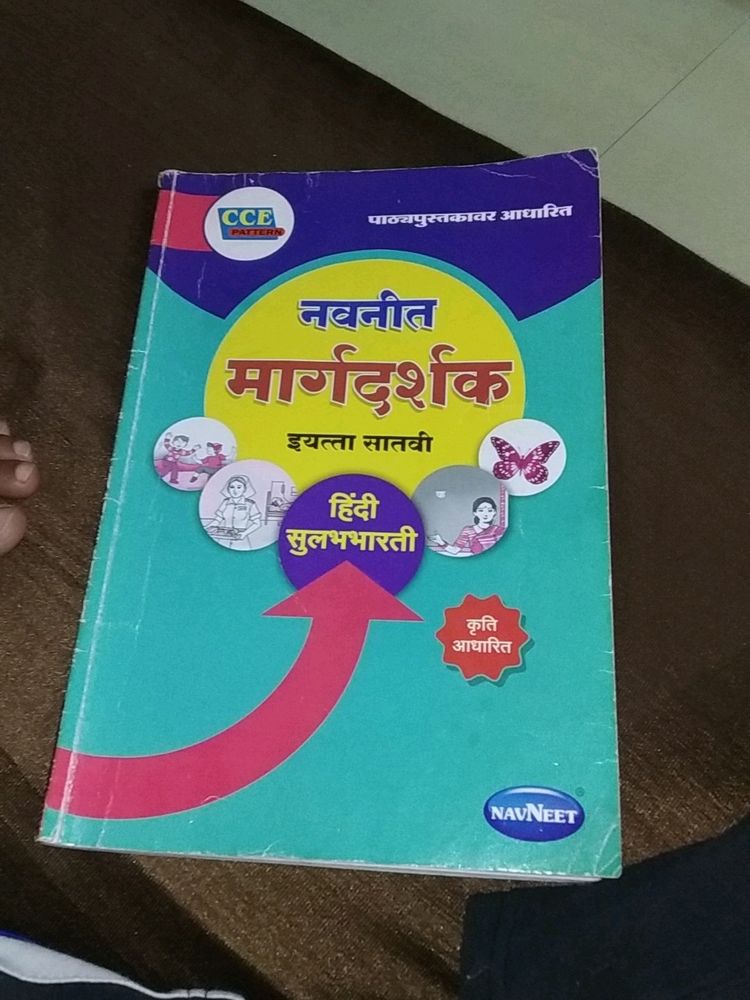 CCE
PATTERN
पाठ्यपुस्तकावर आधारित
नवनीत
मार्गदर्शक
इयत्ता सातवी
हिंदी
सुलभभारती
कृति
आधारित
NAVNEET
®